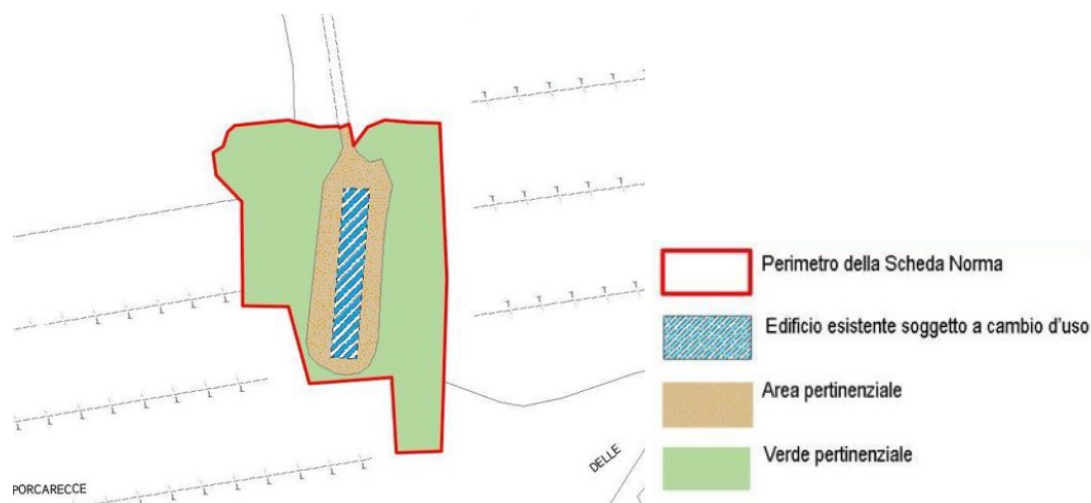 PORCARECCE
DELLE
Perimetro della Scheda Norma
Edificio esistente soggetto a cambio d'uso
Area pertinenziale
Verde pertinenziale